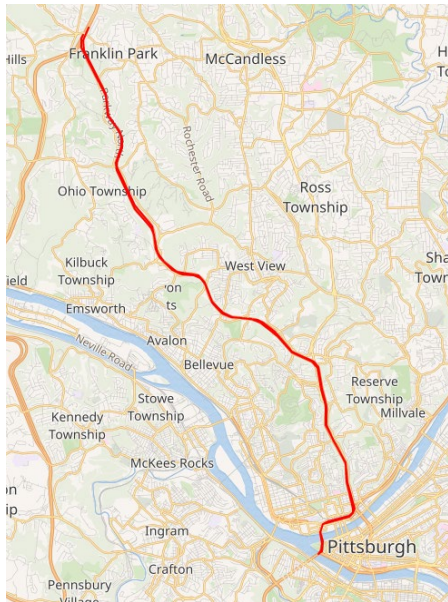 Franklin Park
McCandless
Hills
Rochester Road
Ross
Township
Ohio Township
Kilbuck
Township
West View
Emsworth
Neville Road
Avalon
Bellevue
Stowe
Township
Reserve
Township
Millvale
Kennedy
Township
McKees Rocks
Ingram
Crafton
Pittsburgh
Pennsbury
Village